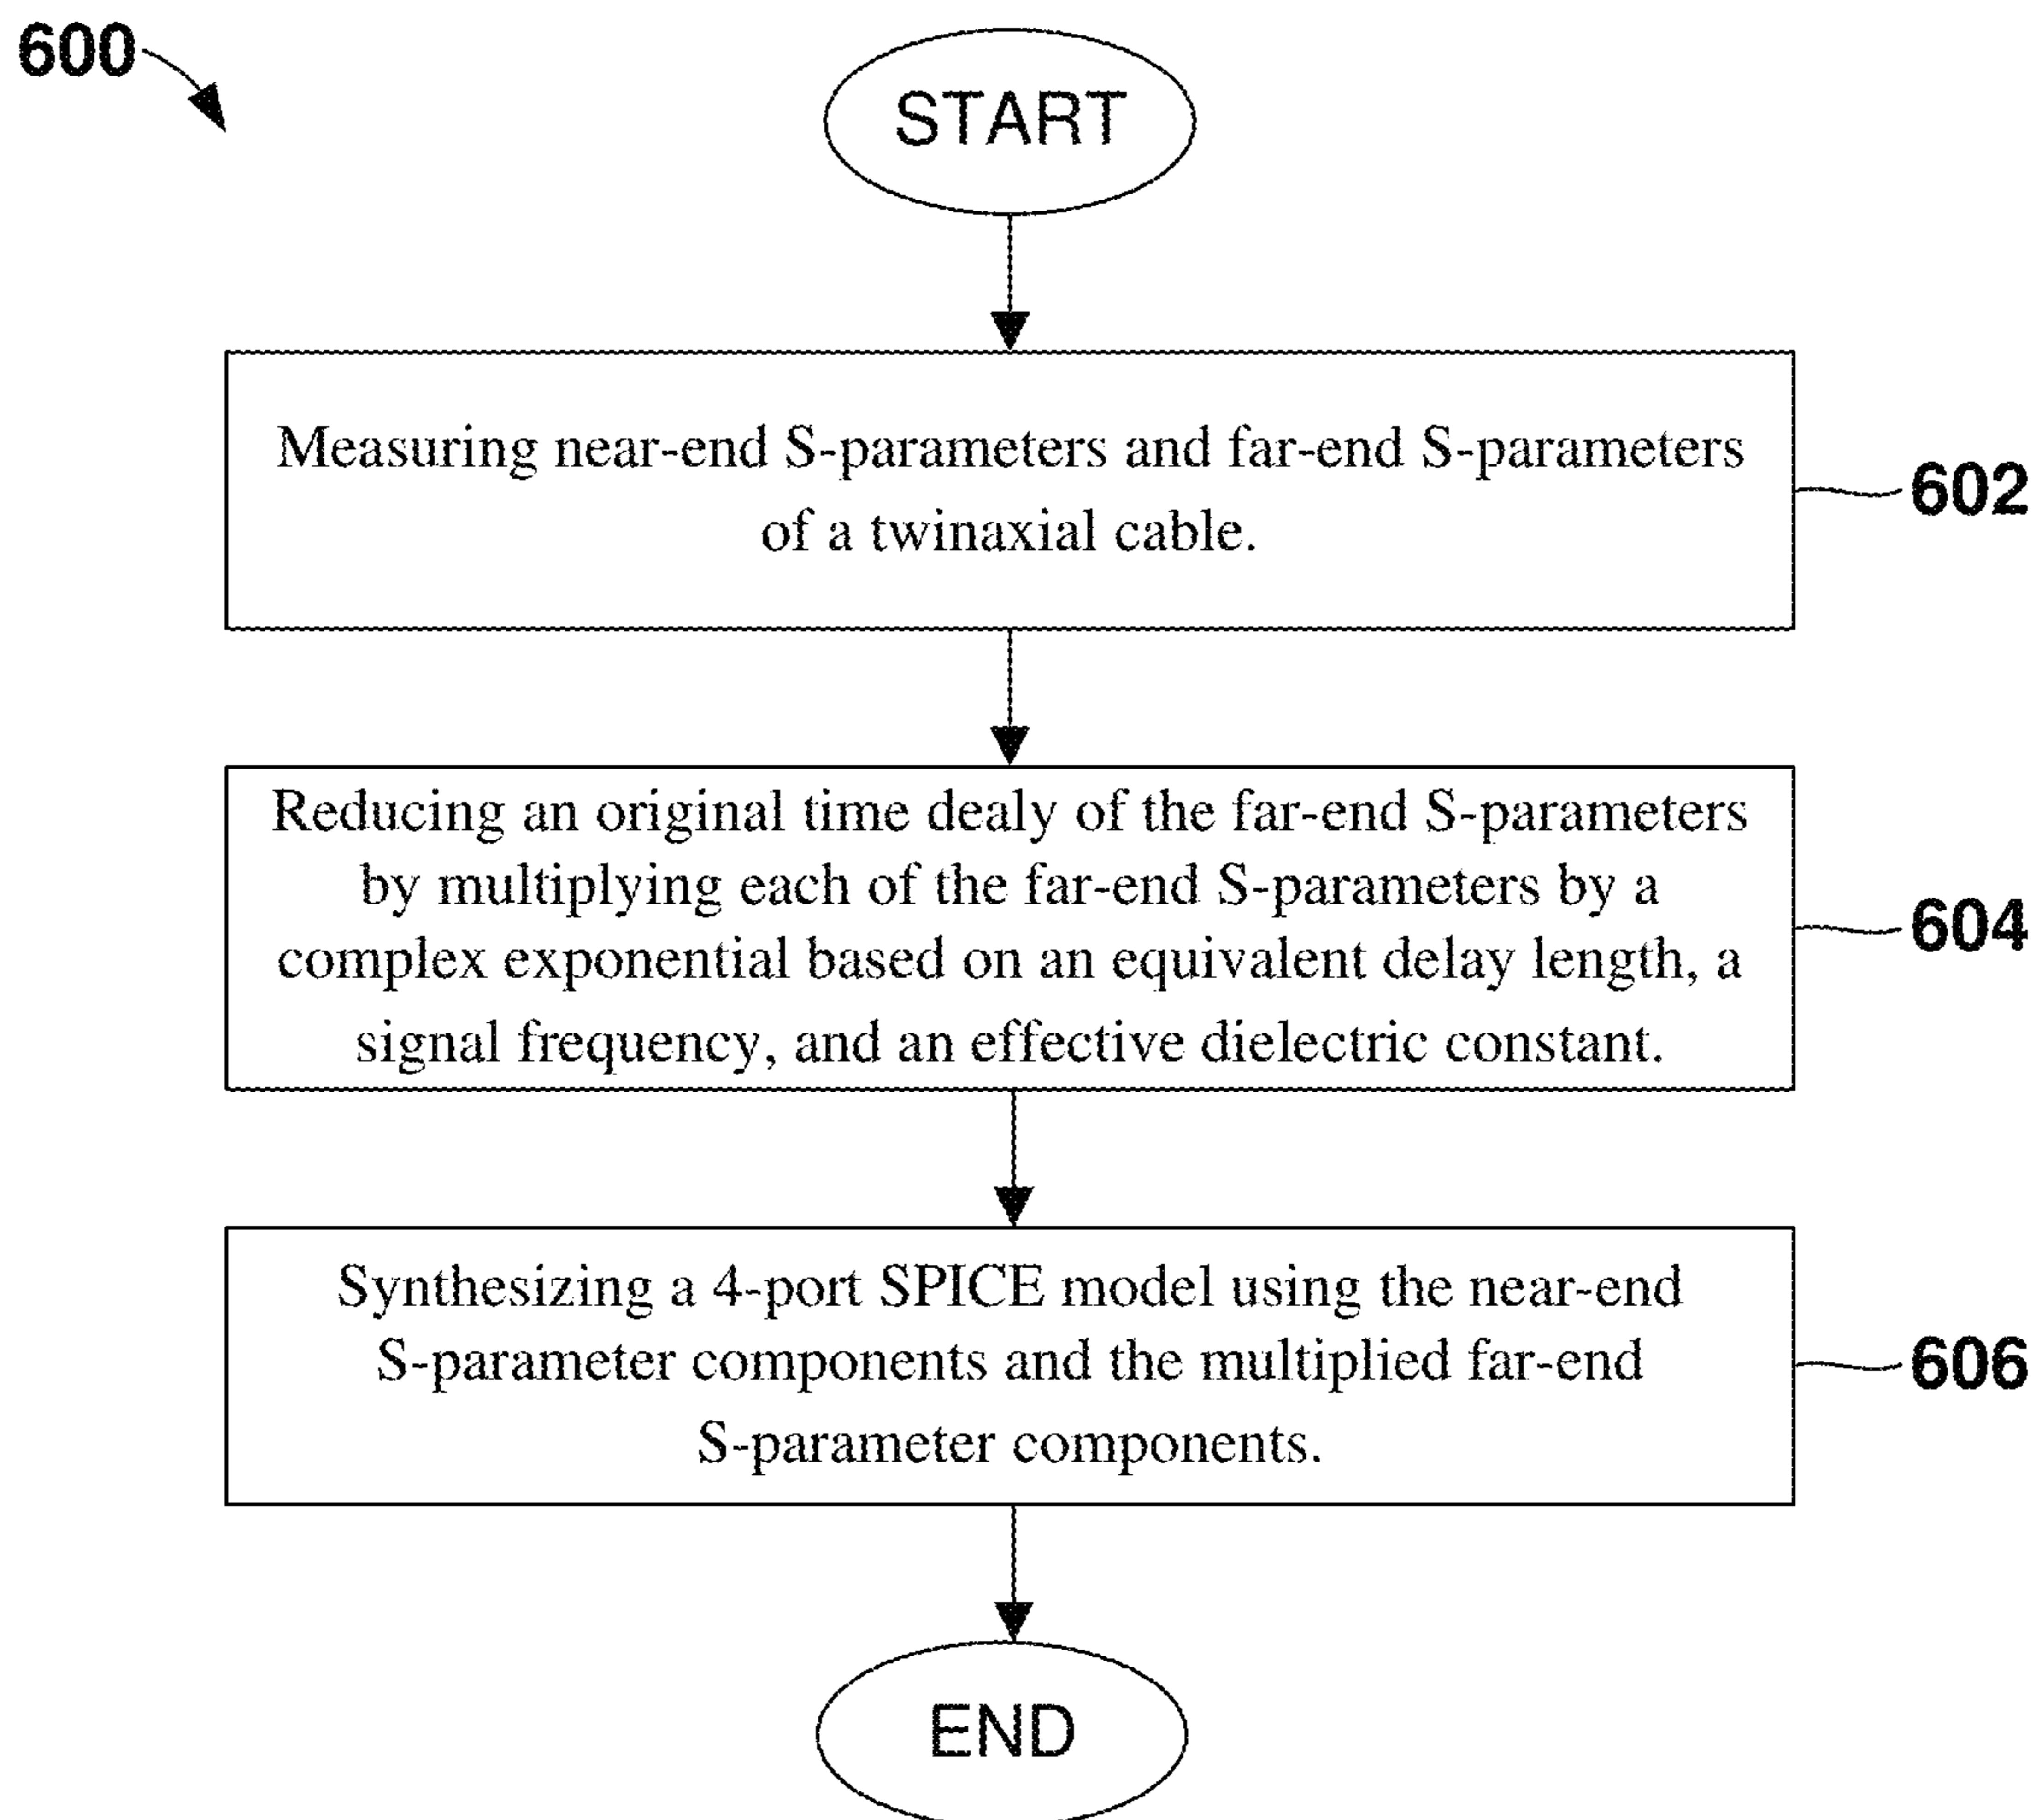 600
START
Measuring near-end S-parameters and far-end S-parameters
of a twinaxial cable.
602
Reducing an original time dealy of the far-end S-parameters
by multiplying each of the far-end S-parameters by a
complex exponential based on an equivalent delay length, a
signal frequency, and an effective dielectric constant.
604
Synthesizing a 4-port SPICE model using the near-end
S-parameter components and the multiplied far-end
S-parameter components.
606
END